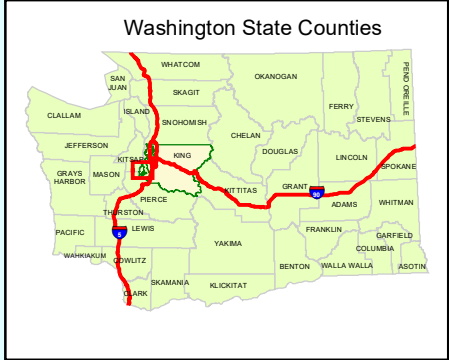 Washington State Counties
WHATCOM
SAN
JUAN
SKAGIT
OKANOGAN
PEND OREILLE
FERRY
STEVENS
ISLAND
CLALLAM
SNOHOMISH
CHELAN
JEFFERSON
DOUGLAS
KITSAP
KING
LINCOLN
SPOKANE
GRAYS
HARBOR
MASON
KITTITAS
GRANT
90
ADAMS
WHITMAN
PIERCE
THURSTON
PACIFIC
5
LEWIS
FRANKLIN
GARFIELD
YAKIMA
COLUMBIA
WAHKIAKUM
COWLITZ
BENTON
WALLA WALLA
ASOTIN
SKAMANIA
KLICKITAT
CLARK